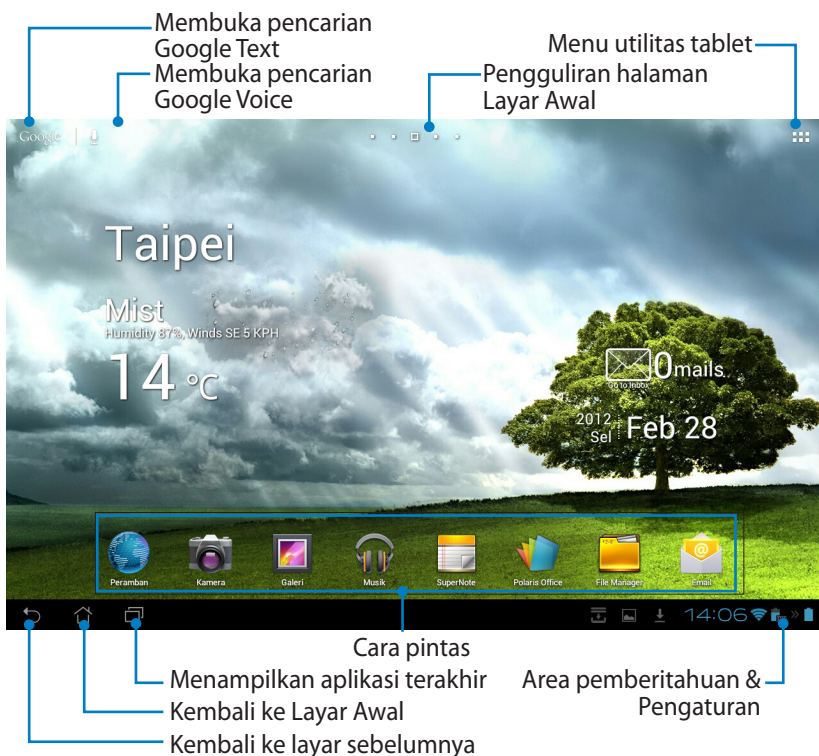 Membuka pencarian
Google Text
Membuka pencarian
Google Voice
Menu utilitas tablet
Pengguliran halaman
Layar Awal
Google
Taipei
Mist
Humidity 87%, Winds SE 5 KPH
14 °C
0 mails
Go to Inbox
2012
Sel
Feb 28
Peramban
Kamera
Galeri
Musik
SuperNote
Polaris Office
File Manager
Email
14:06
Cara pintas
Menampilkan aplikasi terakhir
Kembali ke Layar Awal
Kembali ke layar sebelumnya
Area pemberitahuan &
Pengaturan